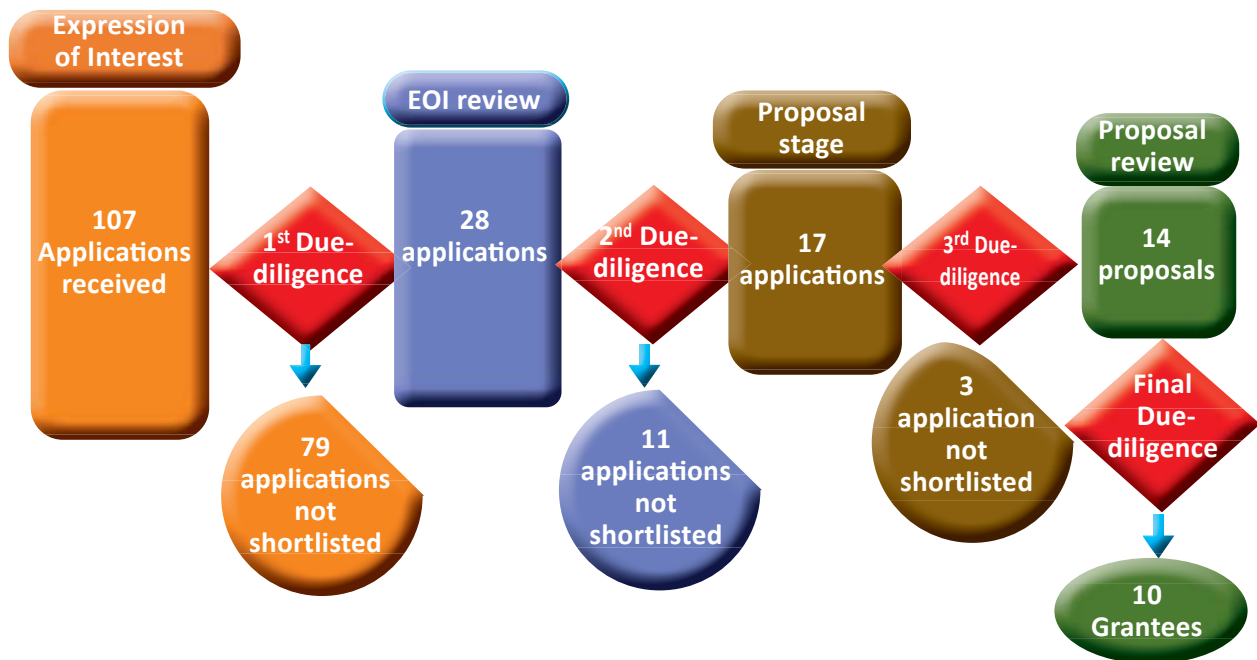 Expression
of Interest
107
Applications
received
1st Due-
diligence
79
applications
not
shortlisted
EOI review
28
applications
2nd Due-
diligence
11
applications
not
shortlisted
Proposal
stage
17
applications
3rd Due-
diligence
3
application
not
shortlisted
Proposal
review
14
proposals
Final
Due-
diligence
10
Grantees